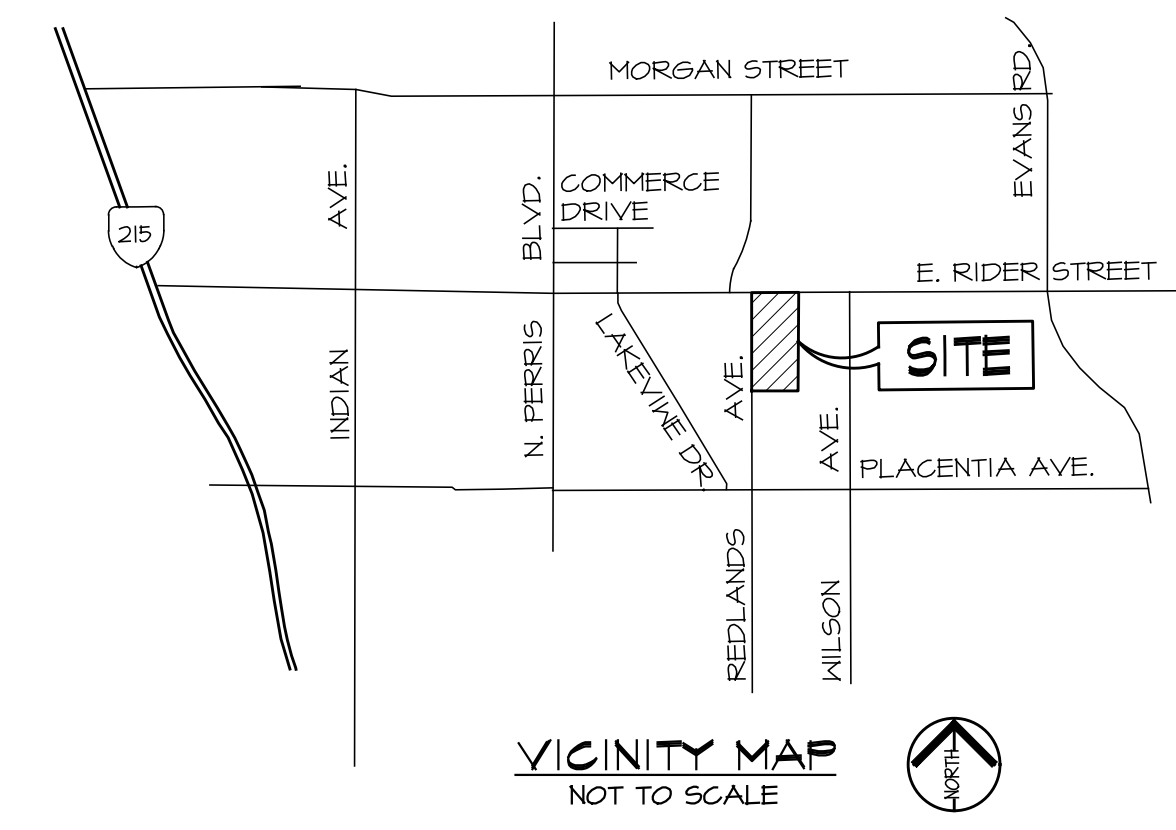 MORGAN STREET
EVANS RD.
COMMERCE
DRIVE
215
INDIAN AVE.
N. PERRIS BLVD.
E. RIDER STREET
LAKEVIWE DR.
SITE
REDLANDS AVE.
WILSON AVE.
PLACENTIA AVE.
VICINITY MAP
NOT TO SCALE
NORTH